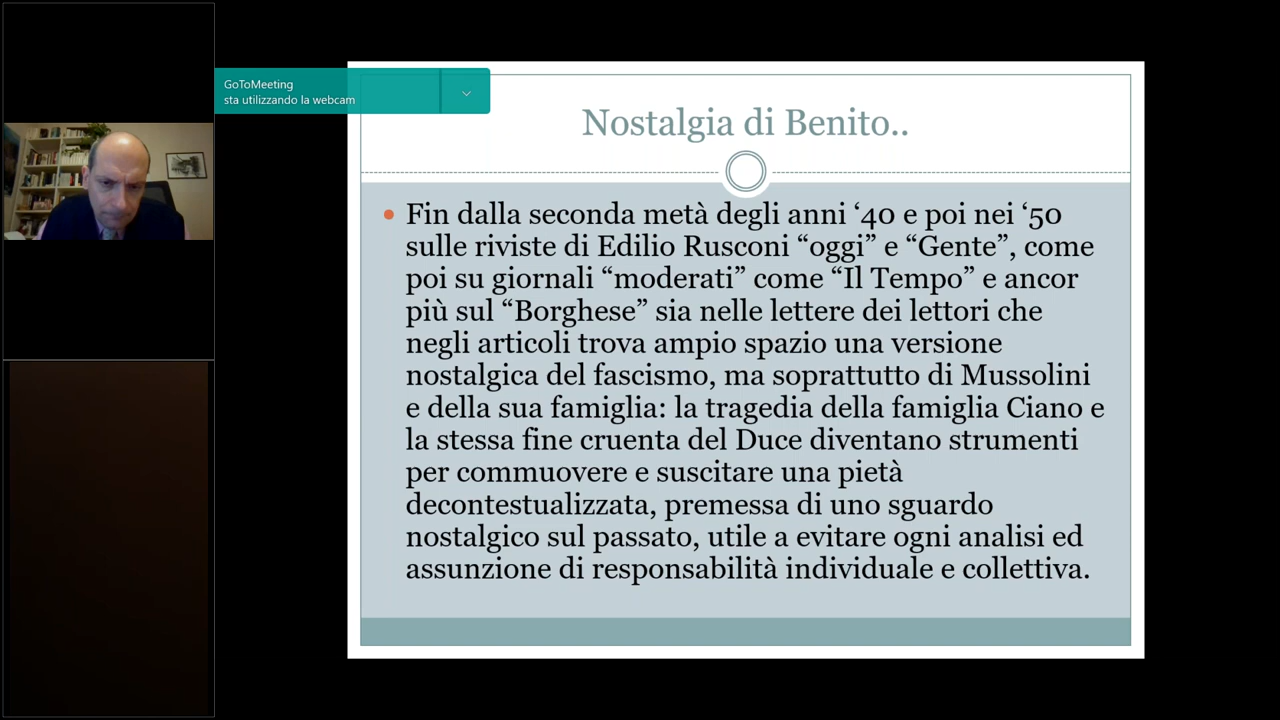 GoToMeeting
sta utilizzando la webcam
Nostalgia di Benito..
Fin dalla seconda metà degli anni ‘40 e poi nei ‘50
sulle riviste di Edilio Rusconi “oggi” e “Gente”, come
poi su giornali “moderati” come “Il Tempo” e ancor
più sul “Borghese” sia nelle lettere dei lettori che
negli articoli trova ampio spazio una versione
nostalgica del fascismo, ma soprattutto di Mussolini
e della sua famiglia: la tragedia della famiglia Ciano e
la stessa fine cruenta del Duce diventano strumenti
per commuovere e suscitare una pietà
decontestualizzata, premessa di uno sguardo
nostalgico sul passato, utile a evitare ogni analisi ed
assunzione di responsabilità individuale e collettiva.